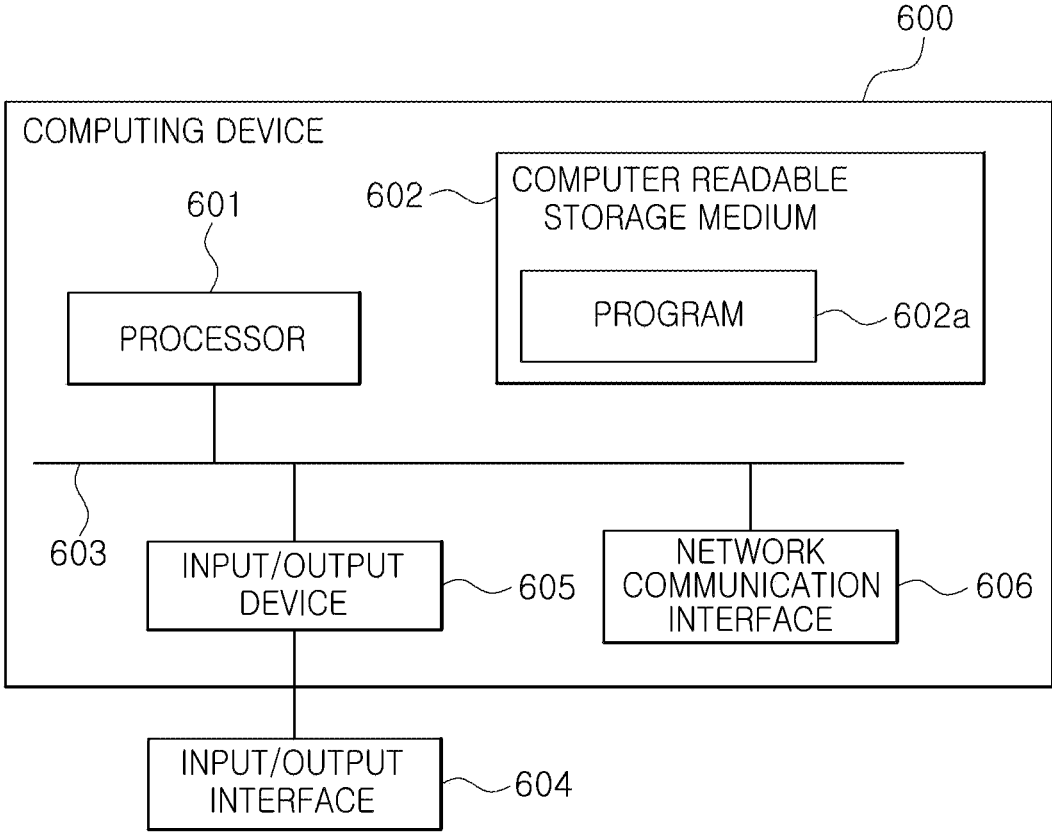 600
COMPUTING DEVICE
602
COMPUTER READABLE
STORAGE MEDIUM
601
PROGRAM
602a
PROCESSOR
603
INPUT/OUTPUT
DEVICE
605
NETWORK
COMMUNICATION
INTERFACE
606
INPUT/OUTPUT
INTERFACE
604